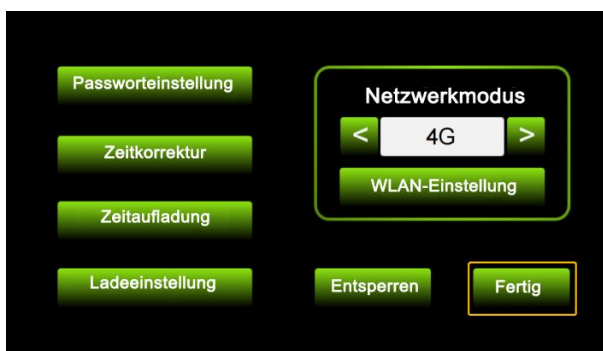 Passworteinstellung
Zeitkorrektur
Zeitaufladung
Ladeeinstellung
Netzwerkmodus
< 4G >
WLAN-Einstellung
Entsperren
Fertig